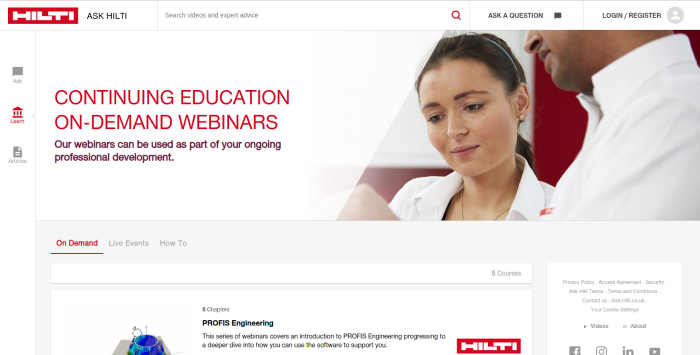 HILTI
ASK HILTI
Search videos and expert advice
ASK A QUESTION
LOGIN / REGISTER
Ask
Learn
Articles
CONTINUING EDUCATION
ON-DEMAND WEBINARS
Our webinars can be used as part of your ongoing
professional development.
On Demand
Live Events
How To
5 Courses
5 Chapters
PROFIS Engineering
This series of webinars covers an introduction to PROFIS Engineering progressing to
a deeper dive into how you can use the software to support you.
HILTI
Privacy Policy . Access Agreement . Security .
Ask Hilti Terms . Terms and Conditions .
Contact us . Visit Hilti.co.uk .
Your Cookie Settings
Videos
About